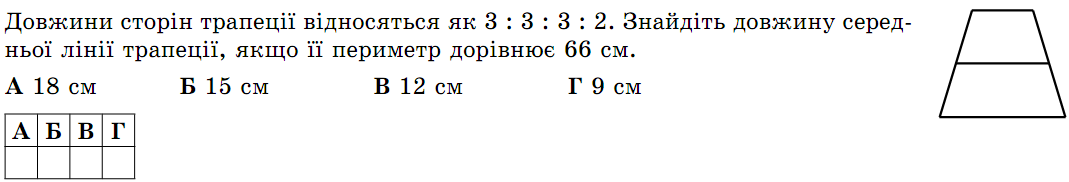 Довжини сторін трапеції відносяться як 3 : 3 : 3 : 2. Знайдіть довжину серед-
ньої лінії трапеції, якщо її периметр дорівнює 66 см.
А 18 см Б 15 см В 12 см Г 9 см
А Б В Г